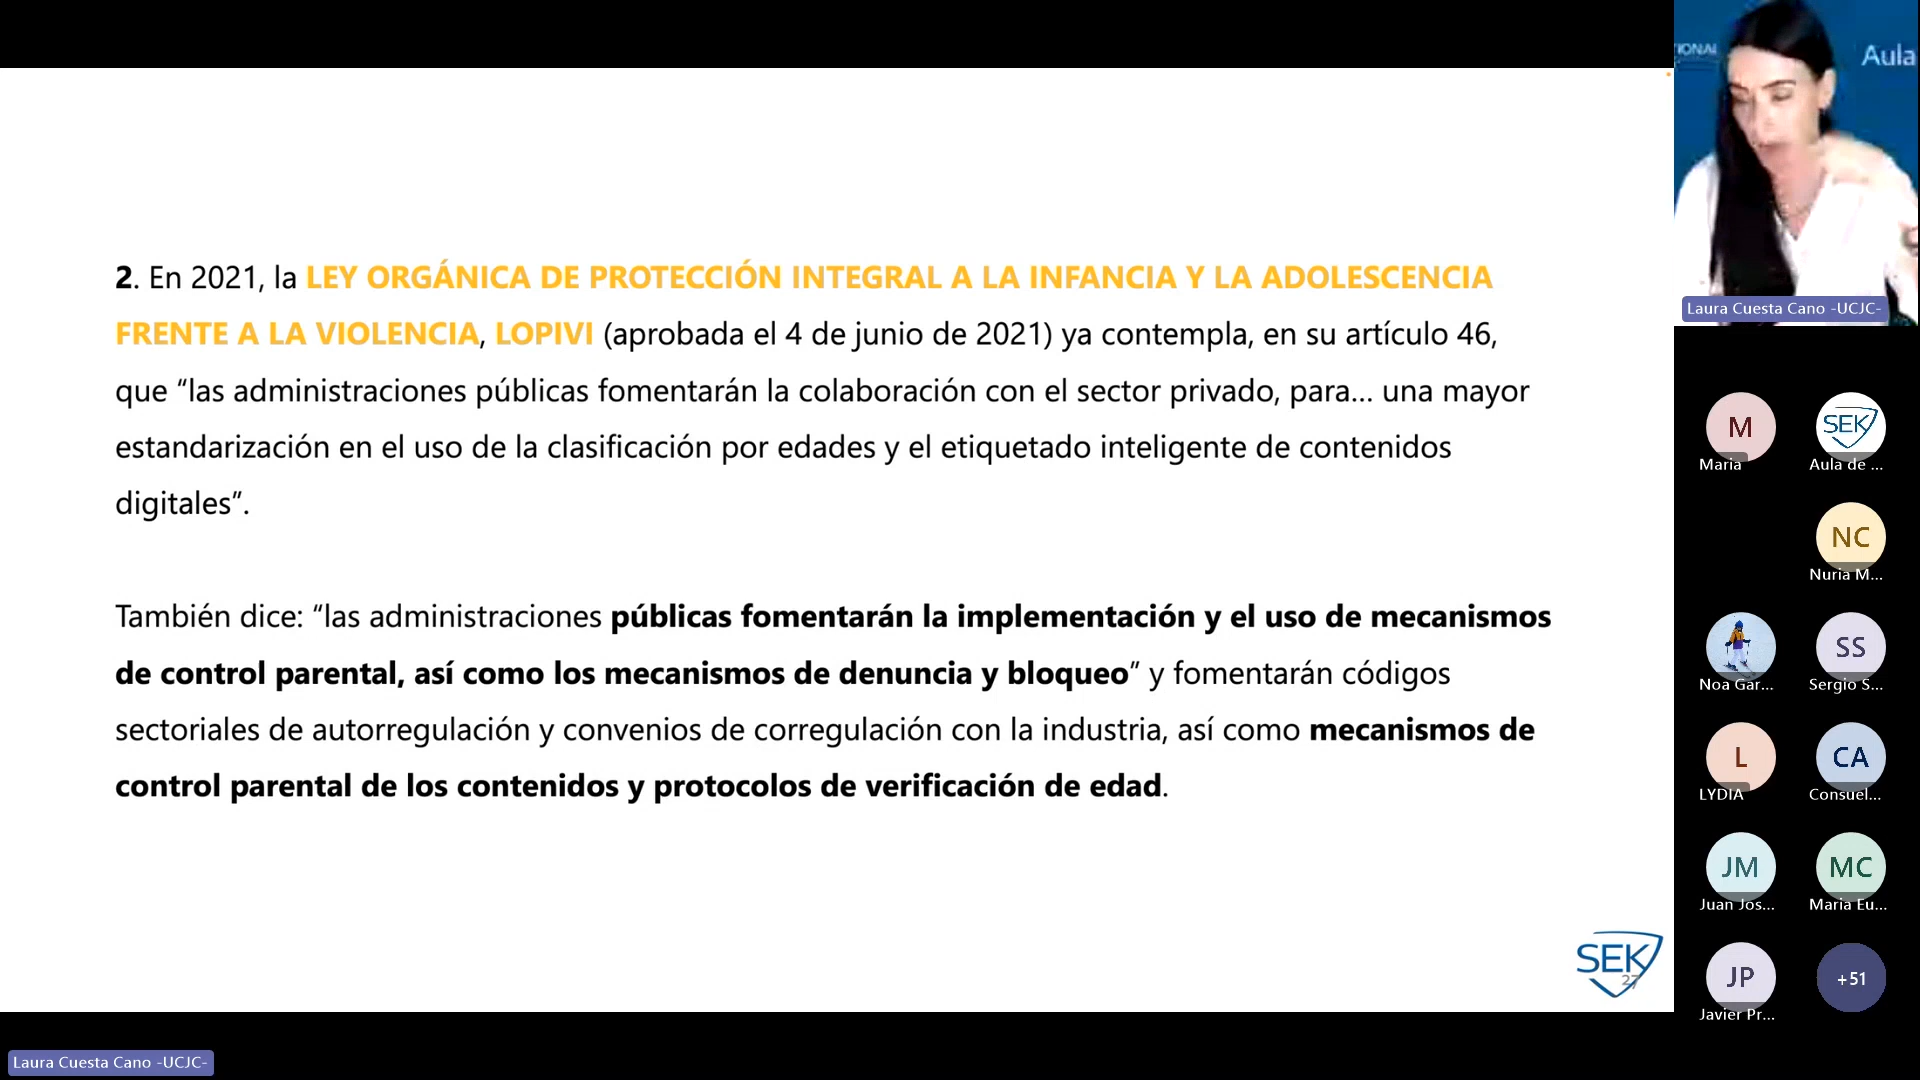 2. En 2021, la LEY ORGÁNICA DE PROTECCIÓN INTEGRAL A LA INFANCIA Y LA ADOLESCENCIA
FRENTE A LA VIOLENCIA, LOPIVI (aprobada el 4 de junio de 2021) ya contempla, en su artículo 46,
que “las administraciones públicas fomentarán la colaboración con el sector privado, para... una mayor
estandarización en el uso de la clasificación por edades y el etiquetado inteligente de contenidos
digitales”.
También dice: “las administraciones públicas fomentarán la implementación y el uso de mecanismos
de control parental, así como los mecanismos de denuncia y bloqueo” y fomentarán códigos
sectoriales de autorregulación y convenios de corregulación con la industria, así como mecanismos de
control parental de los contenidos y protocolos de verificación de edad.
SEK
27
Laura Cuesta Cano -UCJC-
IONAL
Aula
Laura Cuesta Cano -UCJC-
M
Maria
SEK
Aula de ...
NC
Nuria M...
Noa Gar...
SS
Sergio S...
L
LYDIA
CA
Consuel...
JM
Juan Jos...
MC
Maria Eu...
JP
Javier Pr...
+51